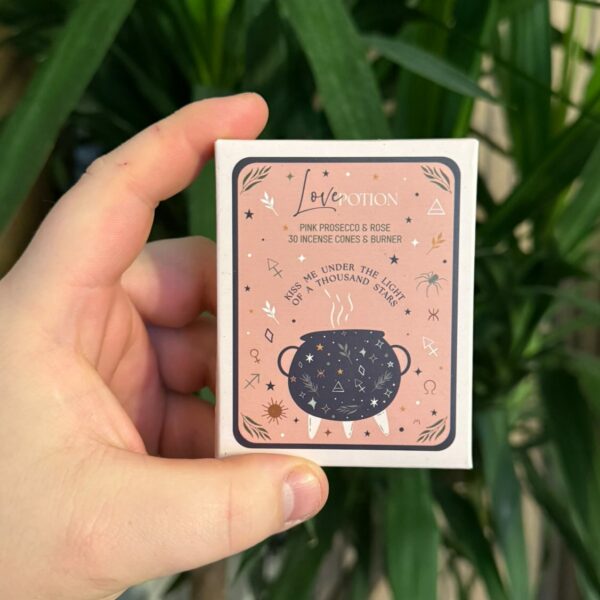 Love POTION
PINK PROSECCO & ROSE
30 INCENSE CONES & BURNER
KISS ME UNDER THE LIGHT
OF A THOUSAND STARS